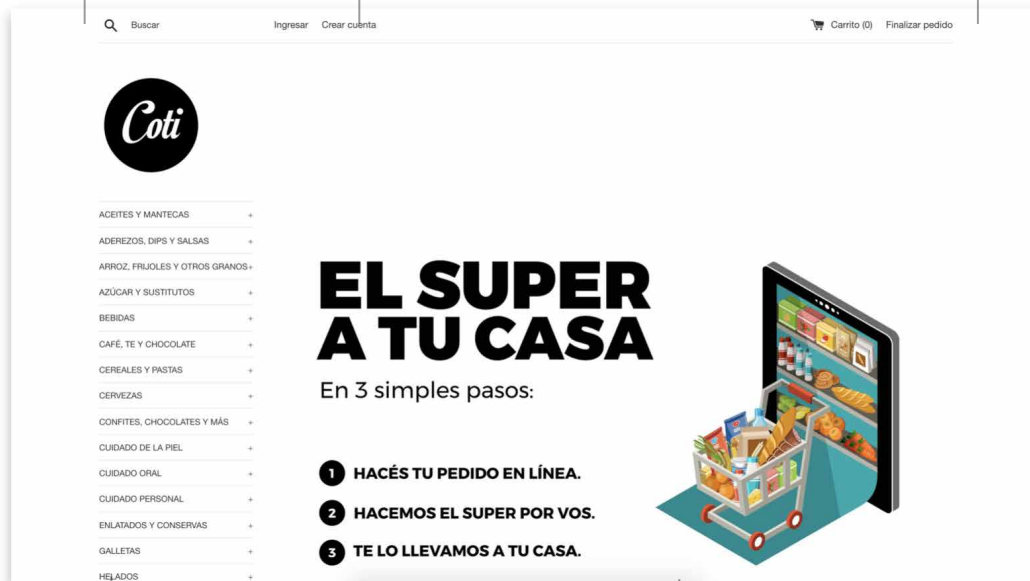 Buscar
Ingresar Crear cuenta
Carrito (0) Finalizar pedido
Coti
ACEITES Y MANTECAS +
ADEREZOS, DIPS Y SALSAS +
ARROZ, FRIJOLES Y OTROS GRANOS +
AZÚCAR Y SUSTITUTOS +
BEBIDAS +
CAFÉ, TE Y CHOCOLATE +
CEREALES Y PASTAS +
CERVEZAS +
CONFITES, CHOCOLATES Y MÁS +
CUIDADO DE LA PIEL +
CUIDADO ORAL +
CUIDADO PERSONAL +
ENLATADOS Y CONSERVAS +
GALLETAS +
HELADOS +
EL SUPER
A TU CASA
En 3 simples pasos:
1 HACÉS TU PEDIDO EN LÍNEA.
2 HACEMOS EL SUPER POR VOS.
3 TE LO LLEVAMOS A TU CASA.